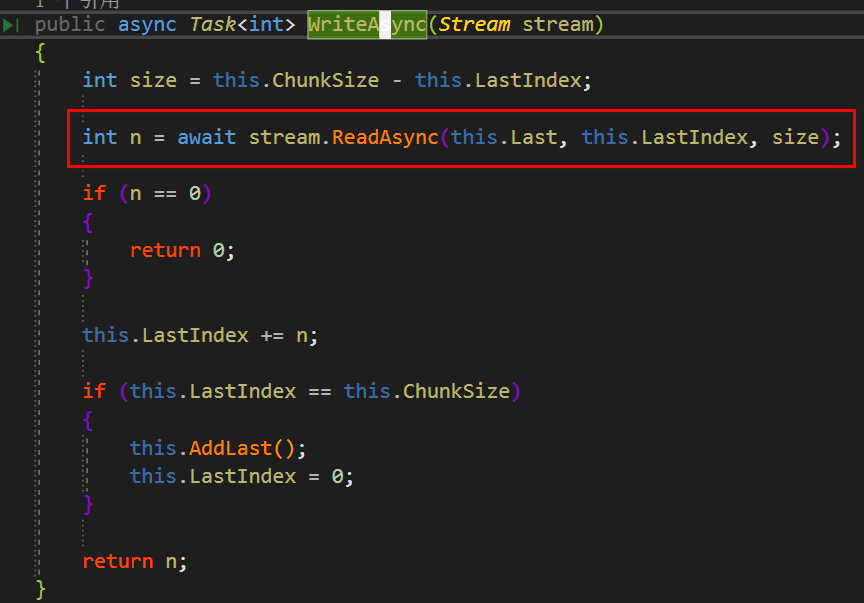 1 个引用
public async Task<int> WriteAsync(Stream stream)
{
int size = this.ChunkSize - this.LastIndex;
int n = await stream.ReadAsync(this.Last, this.LastIndex, size);
if (n == 0)
{
return 0;
}
this.LastIndex += n;
if (this.LastIndex == this.ChunkSize)
{
this.AddLast();
this.LastIndex = 0;
}
return n;
}